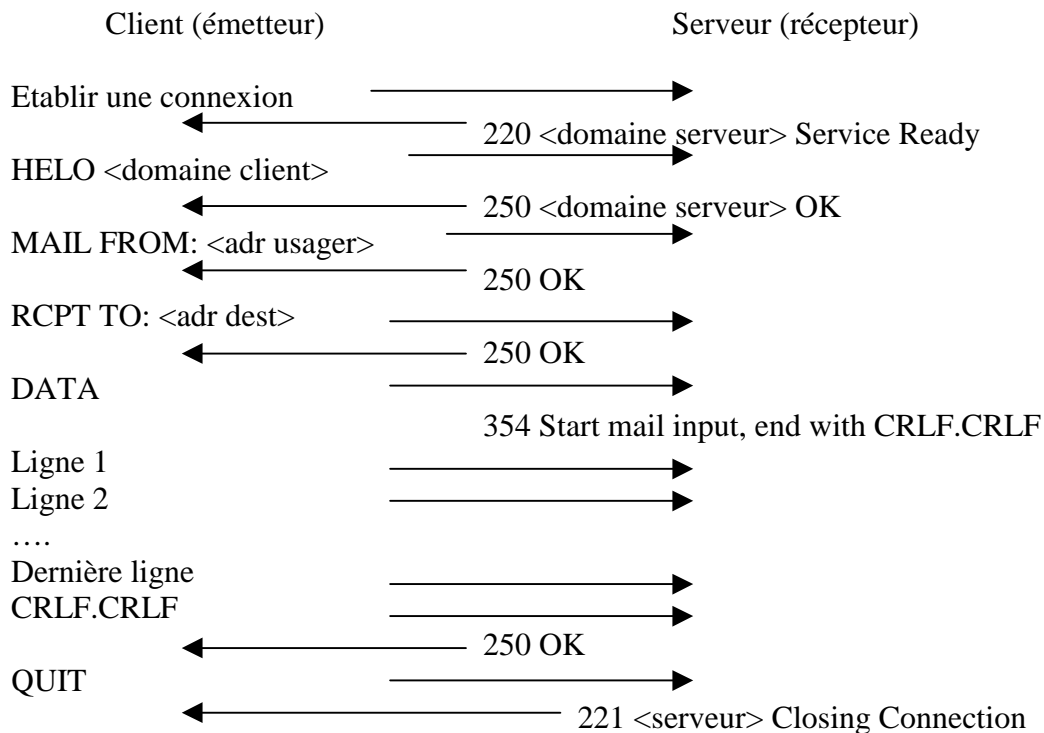 Client (émetteur) Serveur (récepteur)
Etablir une connexion
220 <domaine serveur> Service Ready
HELO <domaine client>
250 <domaine serveur> OK
MAIL FROM: <adr usager>
250 OK
RCPT TO: <adr dest>
250 OK
DATA
354 Start mail input, end with CRLF.CRLF
Ligne 1
Ligne 2
….
Dernière ligne
CRLF.CRLF
250 OK
QUIT
221 <serveur> Closing Connection